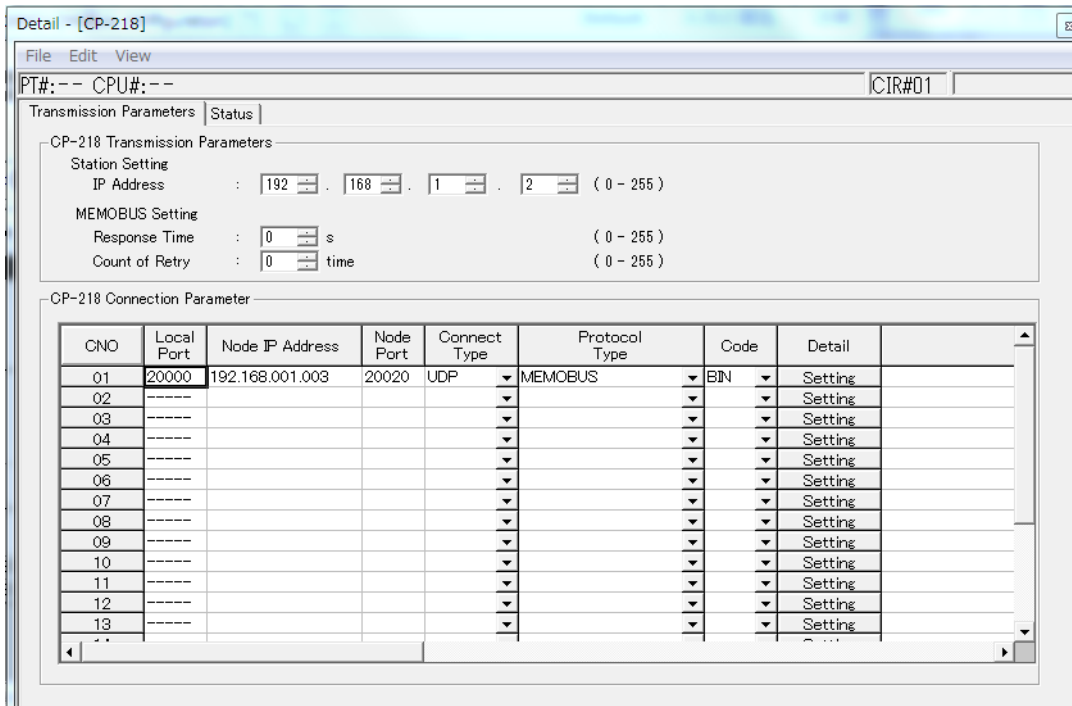 Detail - [CP-218]
File Edit View
PT#:-- CPU#:-- CIR#01
Transmission Parameters Status
CP-218 Transmission Parameters
Station Setting
IP Address : 192 . 168 . 1 . 2 ( 0 - 255 )
MEMOBUS Setting
Response Time : 0 s ( 0 - 255 )
Count of Retry : 0 time ( 0 - 255 )
CP-218 Connection Parameter
CNO Local Port Node IP Address Node Port Connect Type Protocol Type Code Detail
01 20000 192.168.001.003 20020 UDP MEMOBUS BIN Setting
02 ----- Setting
03 ----- Setting
04 ----- Setting
05 ----- Setting
06 ----- Setting
07 ----- Setting
08 ----- Setting
09 ----- Setting
10 ----- Setting
11 ----- Setting
12 ----- Setting
13 ----- Setting